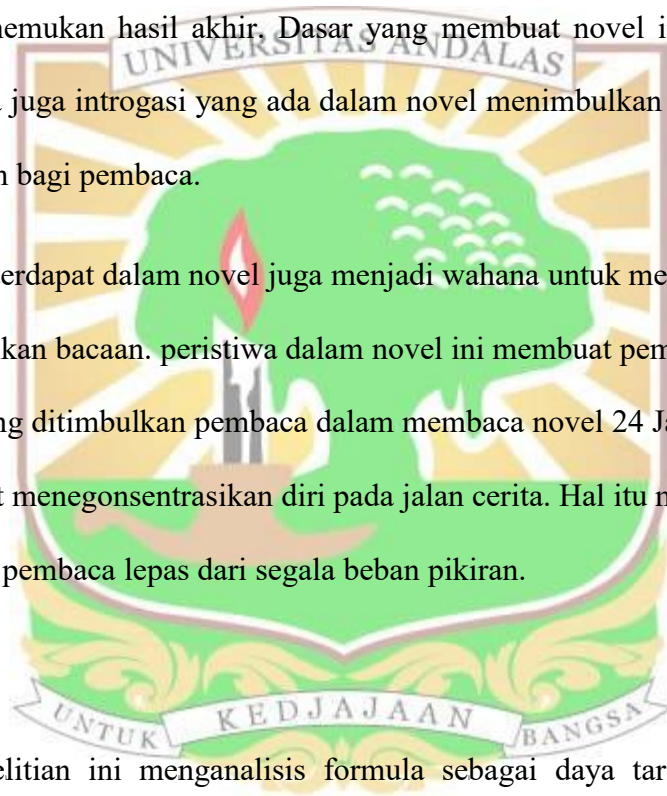 emukan hasil akhir. Dasar yang membuat novel i
UNIVERSITAS ANDALAS
juga introgasi yang ada dalam novel menimbulkan
bagi pembaca.
erdapat dalam novel juga menjadi wahana untuk me
kan bacaan. peristiwa dalam novel ini membuat pem
ng ditimbulkan pembaca dalam membaca novel 24 Ja
t menegonsentrasikan diri pada jalan cerita. Hal itu
pembaca lepas dari segala beban pikiran.
UNTUK KEDJAJAAN BANGSA
elitian ini menganalisis formula sebagai daya tar